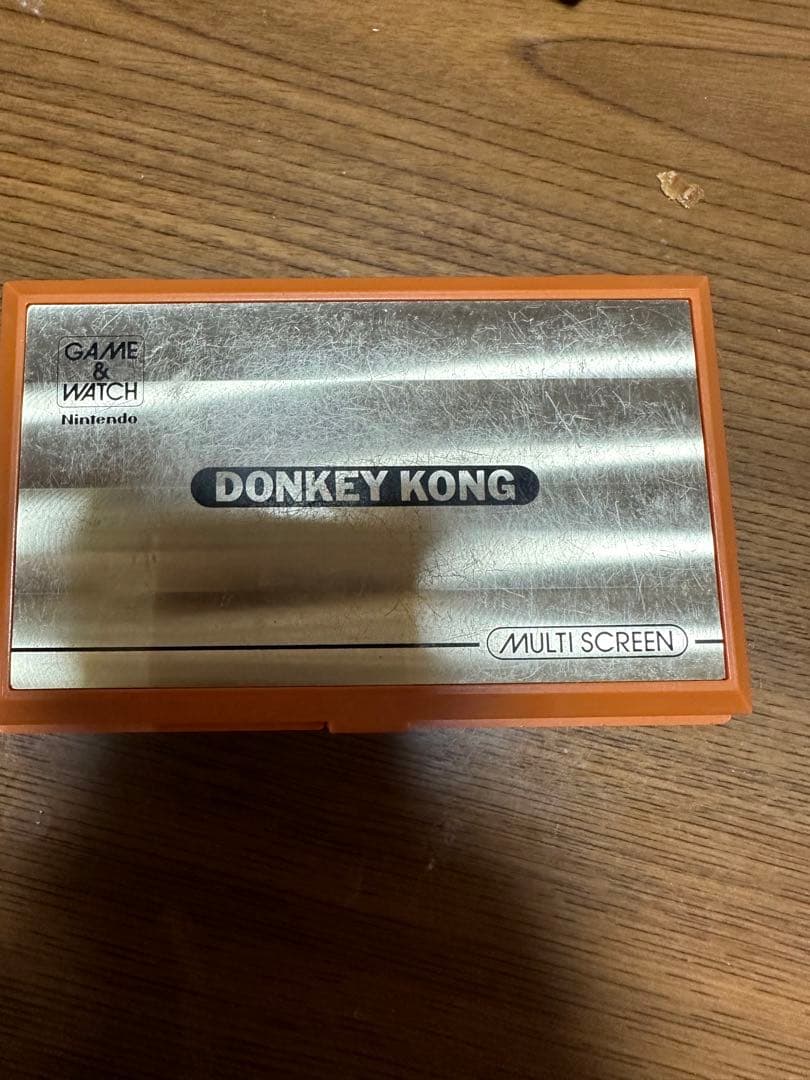 GAME
&
WATCH
Nintendo
DONKEY KONG
MULTI SCREEN